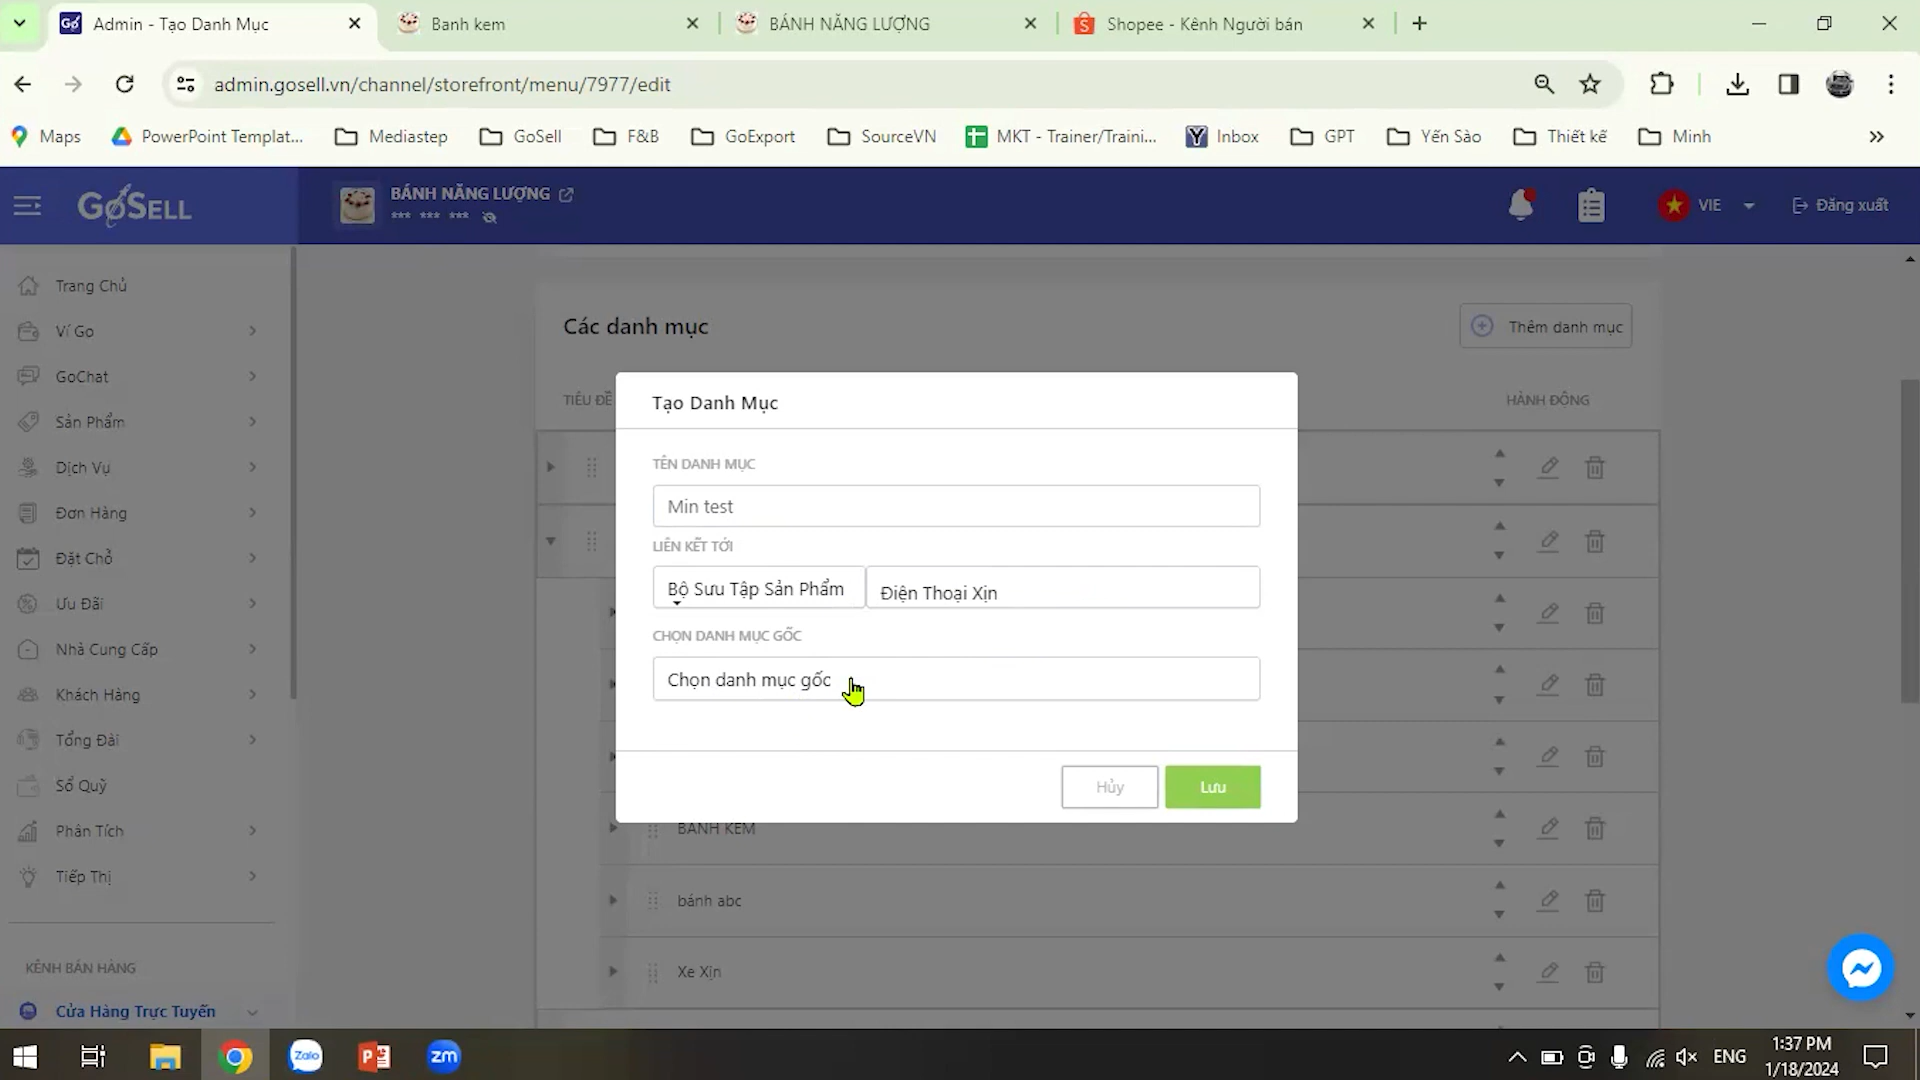 Admin - Tạo Danh Mục
Banh kem
BÁNH NĂNG LƯỢNG
Shopee - Kênh Người bán
admin.gosell.vn/channel/storefront/menu/7977/edit
Maps
PowerPoint Templat...
Mediastep
GoSell
F&B
GoExport
SourceVN
MKT - Trainer/Traini...
Inbox
GPT
Yến Sào
Thiết kế
Minh
GoSELL
BÁNH NĂNG LƯỢNG
*** *** ***
VIE
Đăng xuất
Trang Chủ
Ví Go
GoChat
Sản Phẩm
Dịch Vụ
Đơn Hàng
Đặt Chỗ
Ưu Đãi
Nhà Cung Cấp
Khách Hàng
Tổng Đài
Sổ Quỹ
Phân Tích
Tiếp Thị
KÊNH BÁN HÀNG
Cửa Hàng Trực Tuyến
Các danh mục
Thêm danh mục
TIÊU ĐỀ
HÀNH ĐỘNG
Tạo Danh Mục
TÊN DANH MỤC
Min test
LIÊN KẾT TỚI
Bộ Sưu Tập Sản Phẩm
Điện Thoại Xịn
CHỌN DANH MỤC GỐC
Chọn danh mục gốc
Hủy
Lưu
BÁNH KEM
bánh abc
Xe Xịn
Zalo
zm
ENG
1:37 PM
1/18/2024